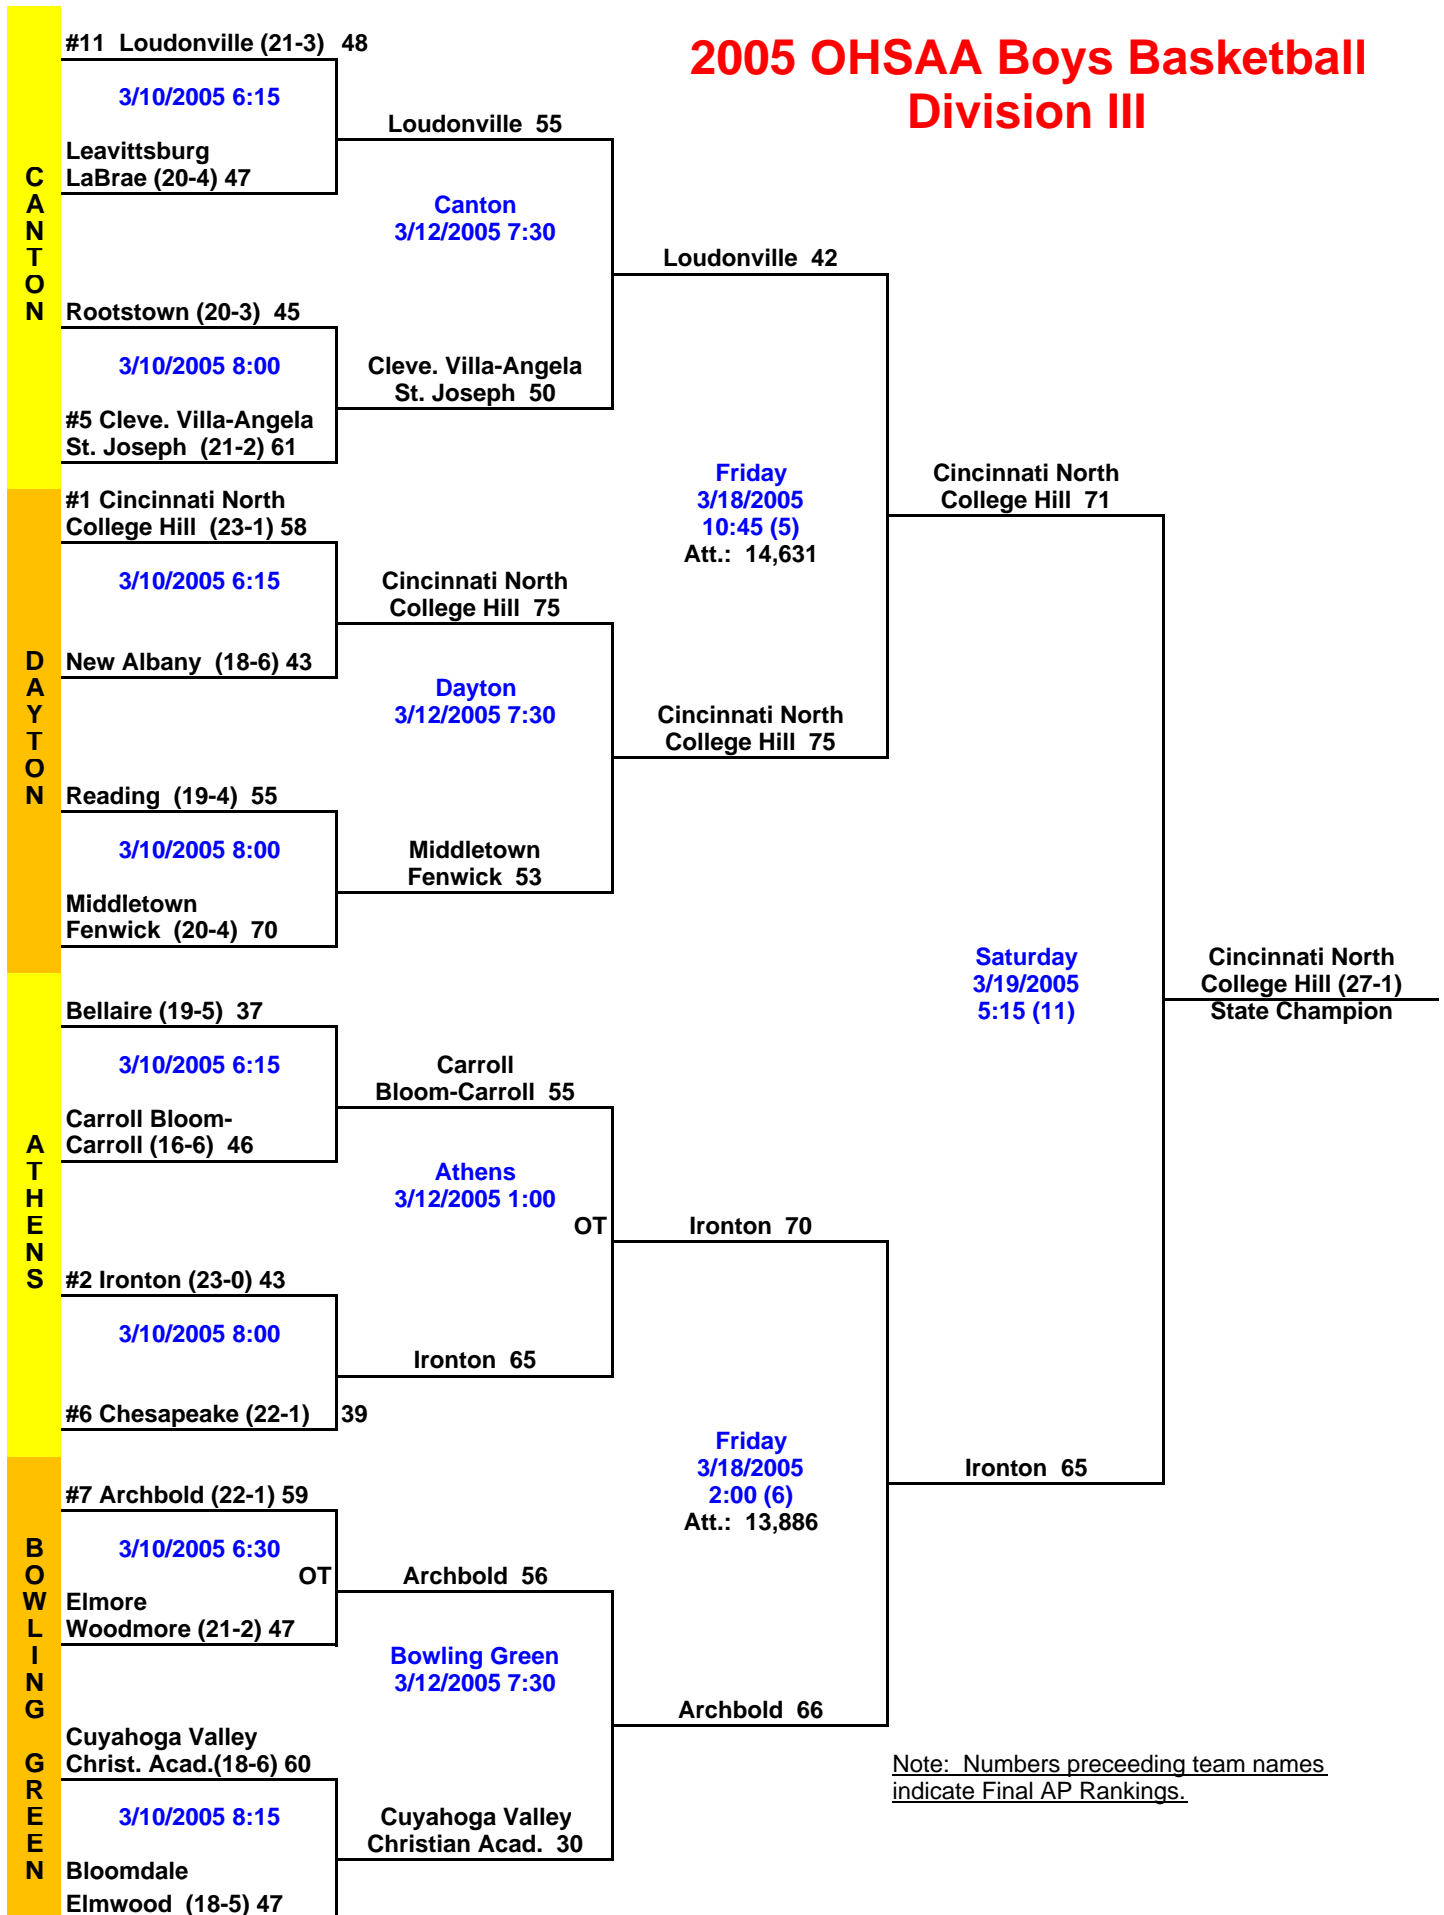 2005 OHSAA Boys Basketball
Division III
CANTON
#11 Loudonville (21-3) 48
3/10/2005 6:15
Leavittsburg
LaBrae (20-4) 47
Rootstown (20-3) 45
3/10/2005 8:00
#5 Cleve. Villa-Angela
St. Joseph (21-2) 61
Loudonville 55
Canton
3/12/2005 7:30
Cleve. Villa-Angela
St. Joseph 50
DAYTON
#1 Cincinnati North
College Hill (23-1) 58
3/10/2005 6:15
New Albany (18-6) 43
Reading (19-4) 55
3/10/2005 8:00
Middletown
Fenwick (20-4) 70
Cincinnati North
College Hill 75
Dayton
3/12/2005 7:30
Middletown
Fenwick 53
Loudonville 42
Friday
3/18/2005
10:45 (5)
Att.: 14,631
Cincinnati North
College Hill 75
ATHENS
Bellaire (19-5) 37
3/10/2005 6:15
Carroll Bloom-
Carroll (16-6) 46
#2 Ironton (23-0) 43
3/10/2005 8:00
#6 Chesapeake (22-1) 39
Carroll
Bloom-Carroll 55
Athens
3/12/2005 1:00
OT
Ironton 65
BOWLING GREEN
#7 Archbold (22-1) 59
3/10/2005 6:30
OT
Elmore
Woodmore (21-2) 47
Cuyahoga Valley
Christ. Acad.(18-6) 60
3/10/2005 8:15
Bloomdale
Elmwood (18-5) 47
Archbold 56
Bowling Green
3/12/2005 7:30
Cuyahoga Valley
Christian Acad. 30
Ironton 70
Friday
3/18/2005
2:00 (6)
Att.: 13,886
Archbold 66
Cincinnati North
College Hill 71
Saturday
3/19/2005
5:15 (11)
Ironton 65
Cincinnati North
College Hill (27-1)
State Champion
Note: Numbers preceeding team names
indicate Final AP Rankings.